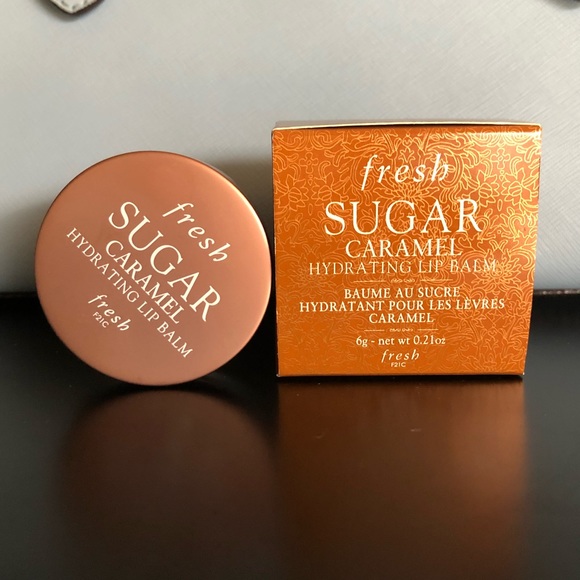 fresh
SUGAR
CARAMEL
HYDRATING LIP BALM
fresh
F21C
fresh
SUGAR
CARAMEL
HYDRATING LIP BALM
BAUME AU SUCRE
HYDRATANT POUR LES LÈVRES
CARAMEL
6g - net wt 0.21oz
fresh
F21C